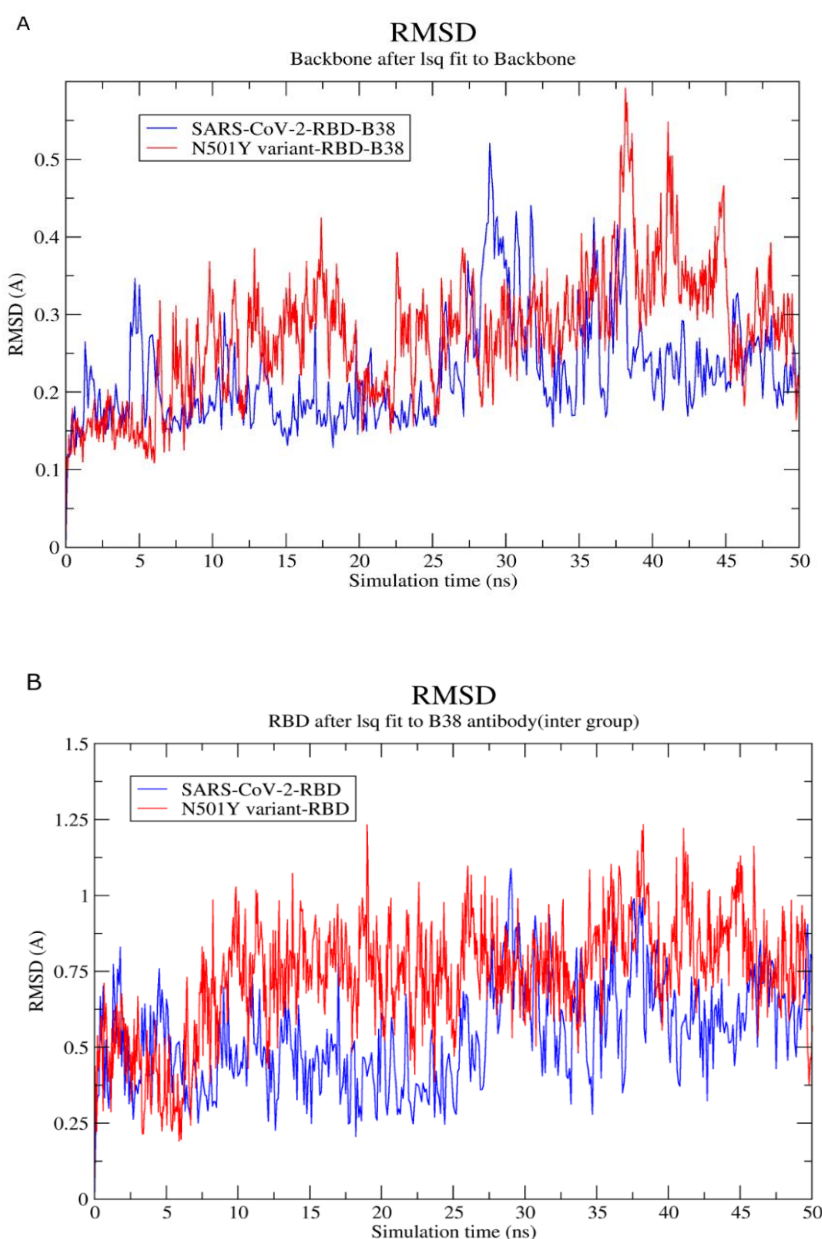 A
RMSD
Backbone after lsq fit to Backbone
SARS-CoV-2-RBD-B38
N501Y variant-RBD-B38
RMSD (A)
0.5
0.4
0.3
0.2
0.1
0
0 5 10 15 20 25 30 35 40 45 50
Simulation time (ns)
B
RMSD
RBD after lsq fit to B38 antibody(inter group)
SARS-CoV-2-RBD
N501Y variant-RBD
RMSD (A)
1.5
1.25
1
0.75
0.5
0.25
0
0 5 10 15 20 25 30 35 40 45 50
Simulation time (ns)